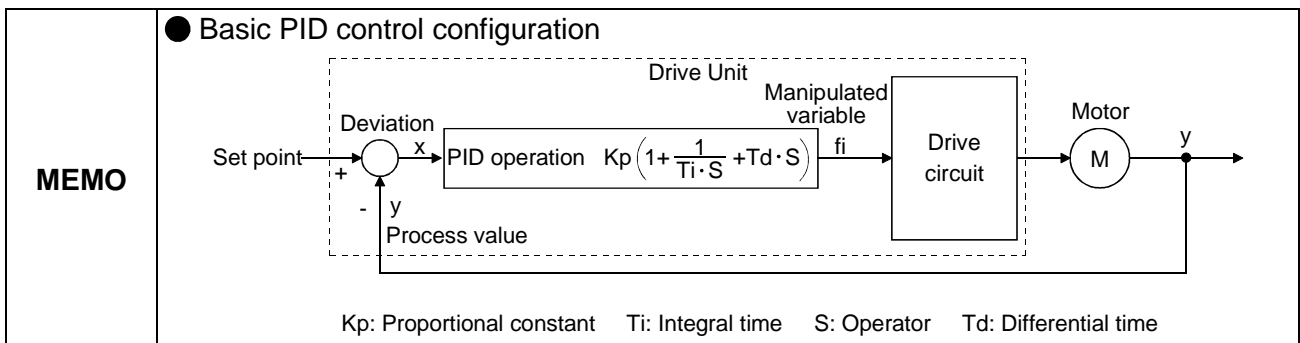 MEMO
● Basic PID control configuration
Drive Unit
Manipulated
variable
Deviation
Set point
+
x
PID operation Kp(1+1/Ti·S+Td·S)
fi
Drive
circuit
Motor
M
y
- y
Process value
Kp: Proportional constant Ti: Integral time S: Operator Td: Differential time